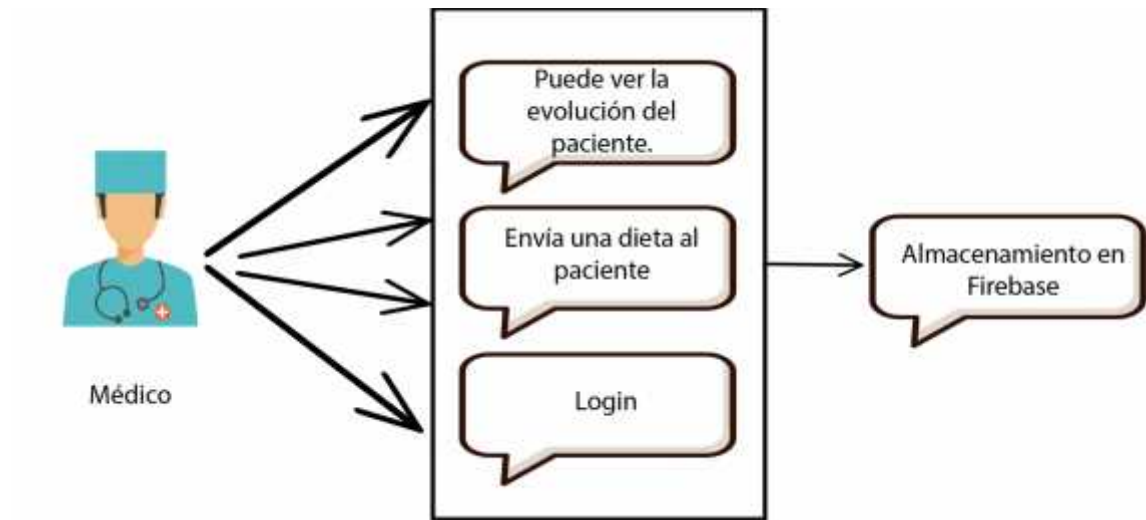 Puede ver la
evolución del
paciente.
Envía una dieta al
paciente
Login
Almacenamiento en
Firebase
Médico